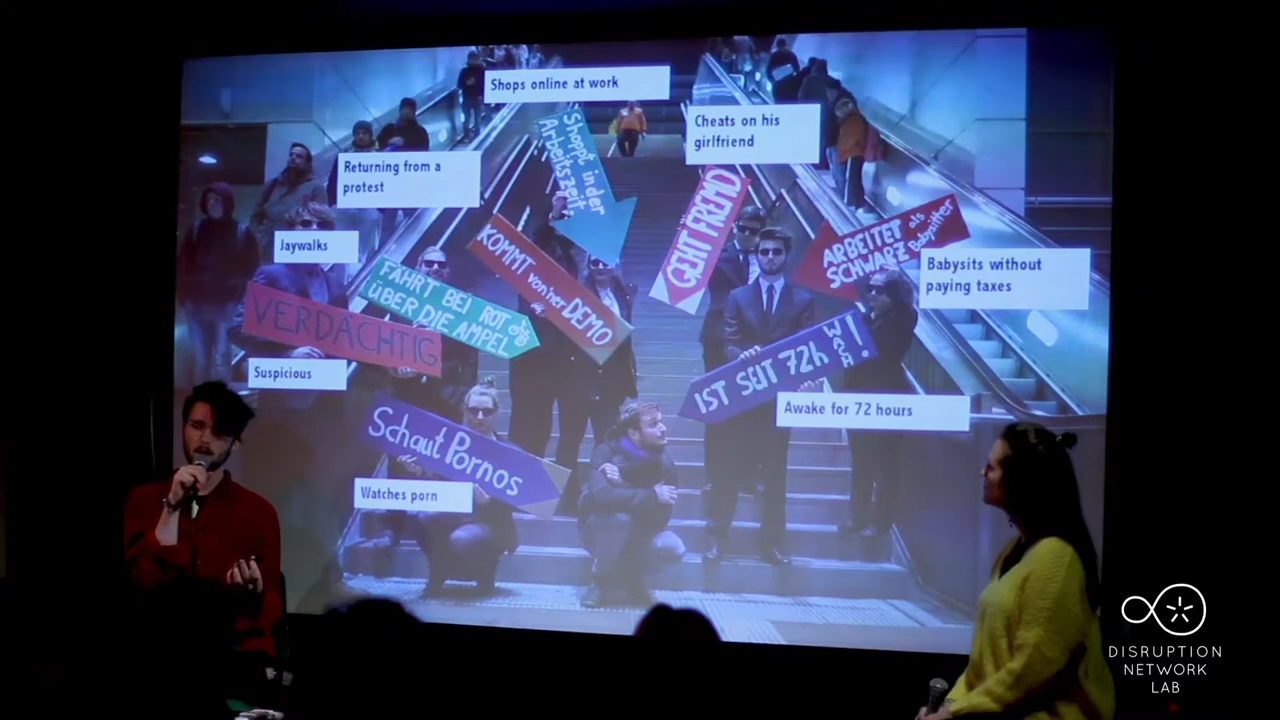 Shops online at work
Shoppt in der
Arbeitszeit
Cheats on his
girlfriend
GEHT FREMD
Returning from a
protest
KOMMT von'ner DEMO
ARBEITET als
SCHWARZ Babysitter
Babysits without
paying taxes
Jaywalks
FÄHRT BEI ROT
ÜBER DIE AMPEL
VERDÄCHTIG
Suspicious
IST SEIT 72h WACH!
Awake for 72 hours
Schaut Pornos
Watches porn
DISRUPTION
NETWORK
LAB